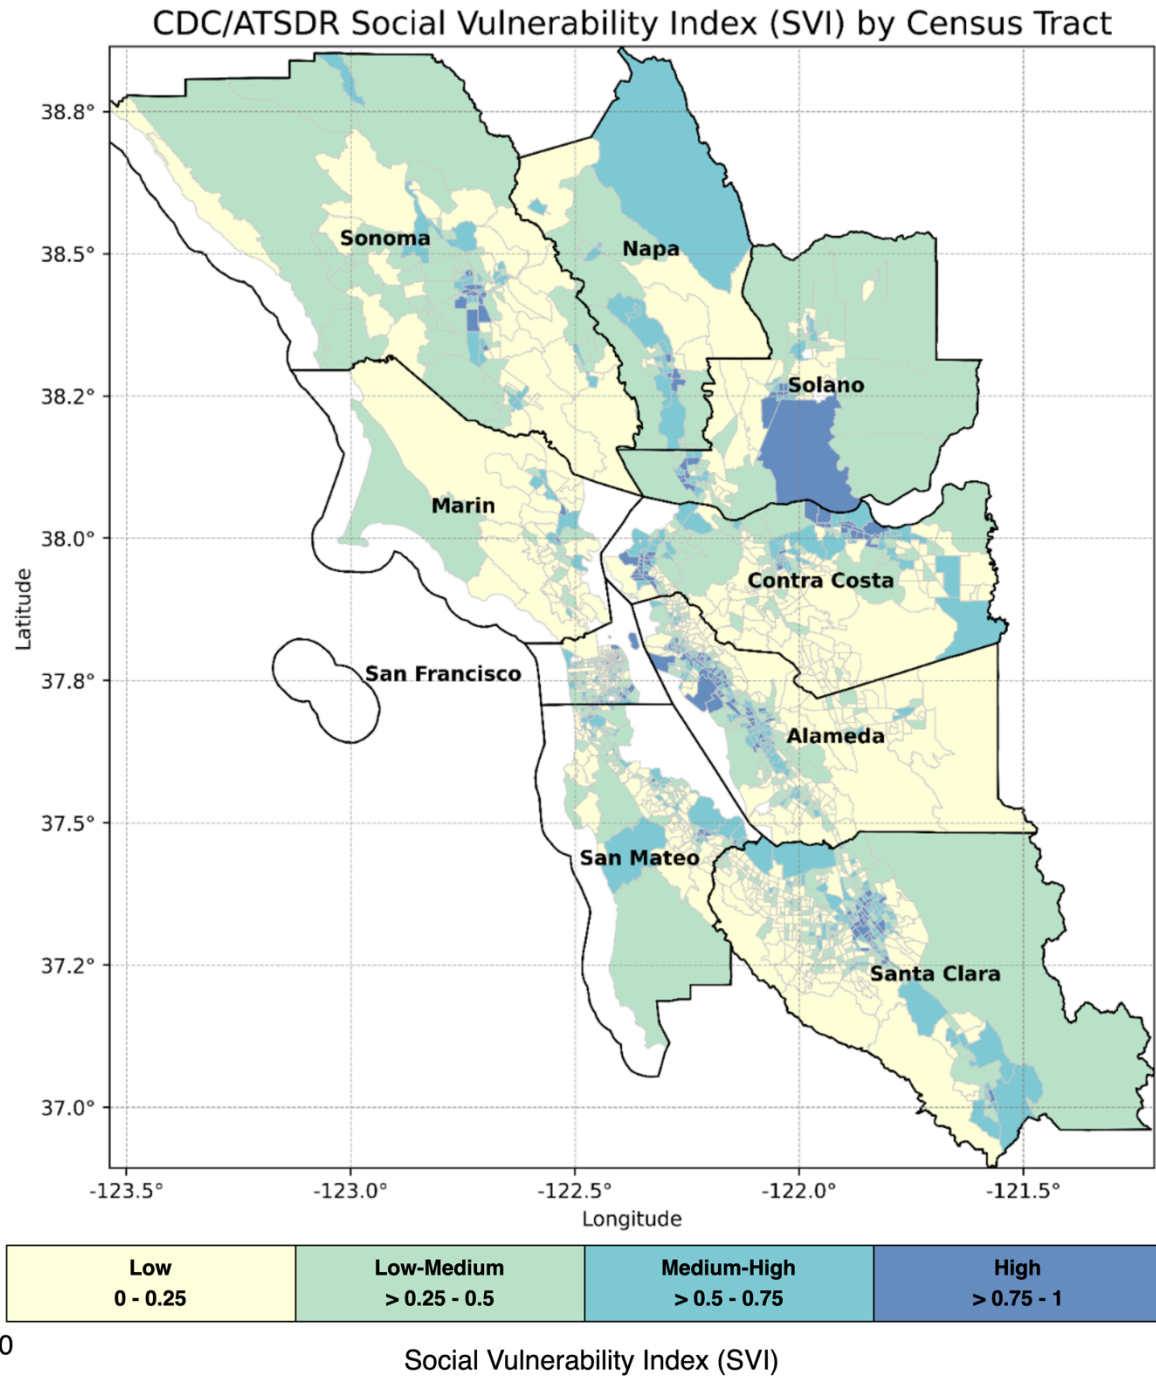 CDC/ATSDR Social Vulnerability Index (SVI) by Census Tract
38.8°
38.5°
38.2°
38.0°
37.8°
37.5°
37.2°
37.0°
Latitude
Sonoma
Napa
Solano
Marin
Contra Costa
San Francisco
Alameda
San Mateo
Santa Clara
-123.5° -123.0° -122.5° -122.0° -121.5°
Longitude
Low Low-Medium Medium-High High
0 - 0.25 > 0.25 - 0.5 > 0.5 - 0.75 > 0.75 - 1
0
Social Vulnerability Index (SVI)